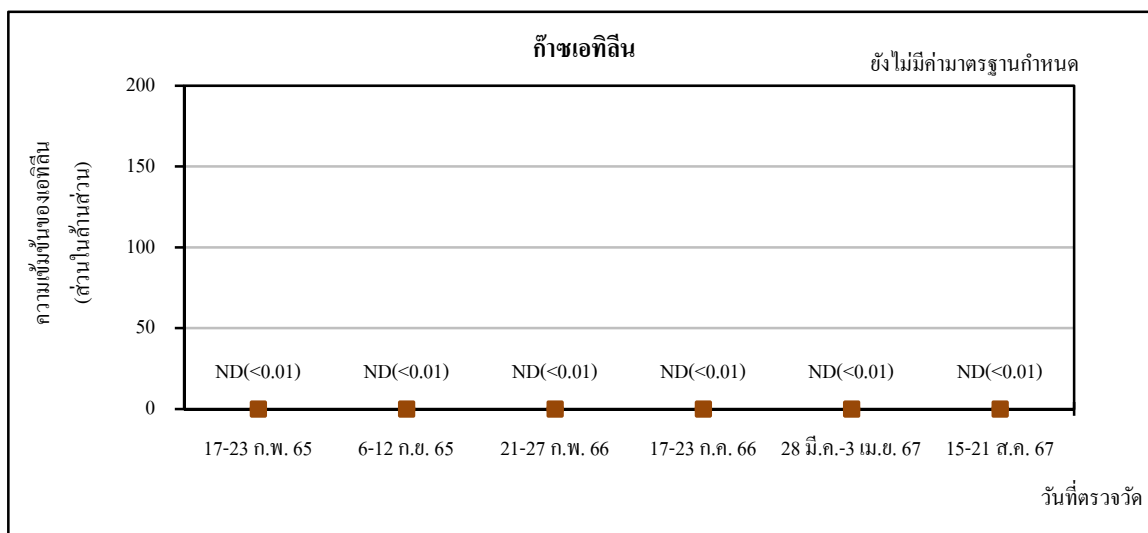 ก๊าซเอทิลีน
ยังไม่มีค่ามาตรฐานกำหนด
ความเข้มข้นของเอทิลีน
(ส่วนในล้านส่วน)
200
150
100
50
0
ND(<0.01) ND(<0.01) ND(<0.01) ND(<0.01) ND(<0.01) ND(<0.01)
17-23 ก.พ. 65 6-12 ก.ย. 65 21-27 ก.พ. 66 17-23 ก.ค. 66 28 มี.ค.-3 เม.ย. 67 15-21 ส.ค. 67
วันที่ตรวจวัด